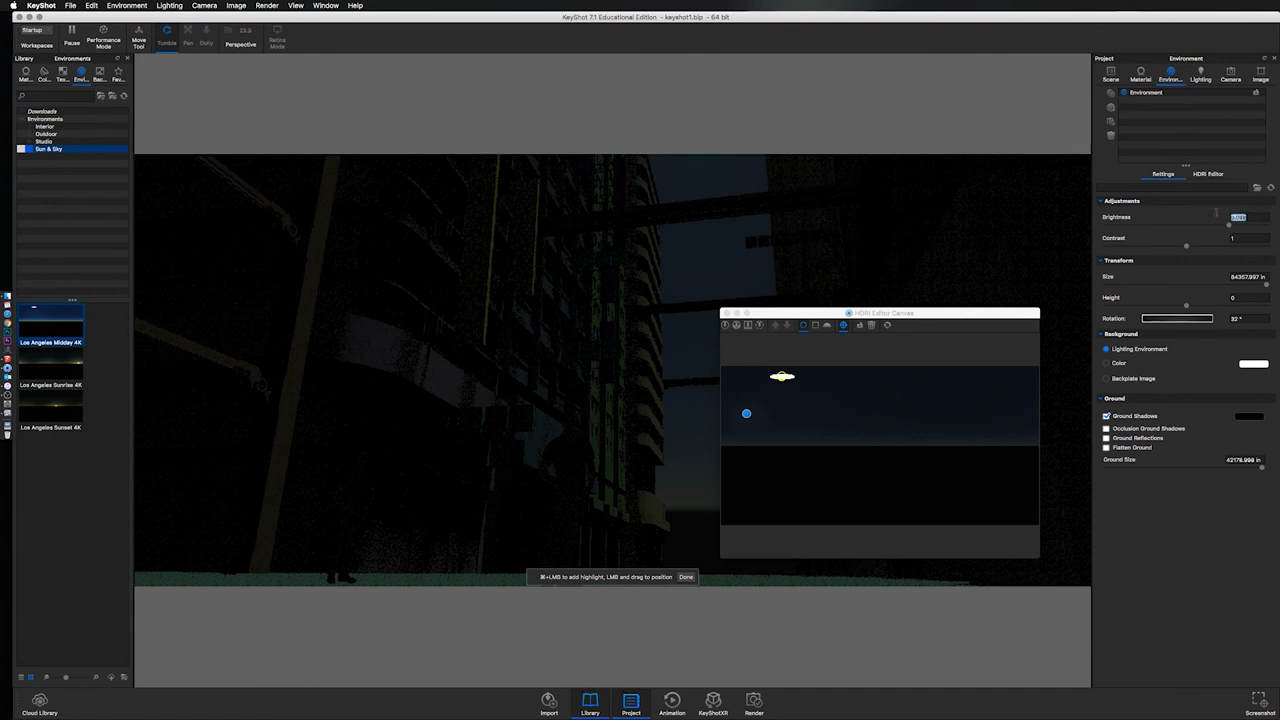 KeyShot File Edit Environment Lighting Camera Image Render View Window Help
KeyShot 7.1 Educational Edition - keyshot1.bip - 64 bit
Startup
Workspaces
Pause
Performance Mode
Move Tool
Tumble
Pan
Dolly
Perspective
Retina Mode
Library Environments
Mat... Col... Tex... Envi... Bac... Fav...
Downloads
Environments
Interior
Outdoor
Studio
Sun & Sky
Los Angeles Midday 4K
Los Angeles Sunrise 4K
Los Angeles Sunset 4K
HDRI Editor Canvas
⌘+LMB to add highlight, LMB and drag to position Done
Project Environment
Scene Material Environ... Lighting Camera Image
Environment
Settings HDRI Editor
Adjustments
Brightness
Contrast 1
Transform
Size 84357.997 in
Height 0
Rotation: 32 °
Background
Lighting Environment
Color
Backplate Image
Ground
Ground Shadows
Occlusion Ground Shadows
Ground Reflections
Flatten Ground
Ground Size 42178.998 in
Cloud Library
Import Library Project Animation KeyShotXR Render
Screenshot